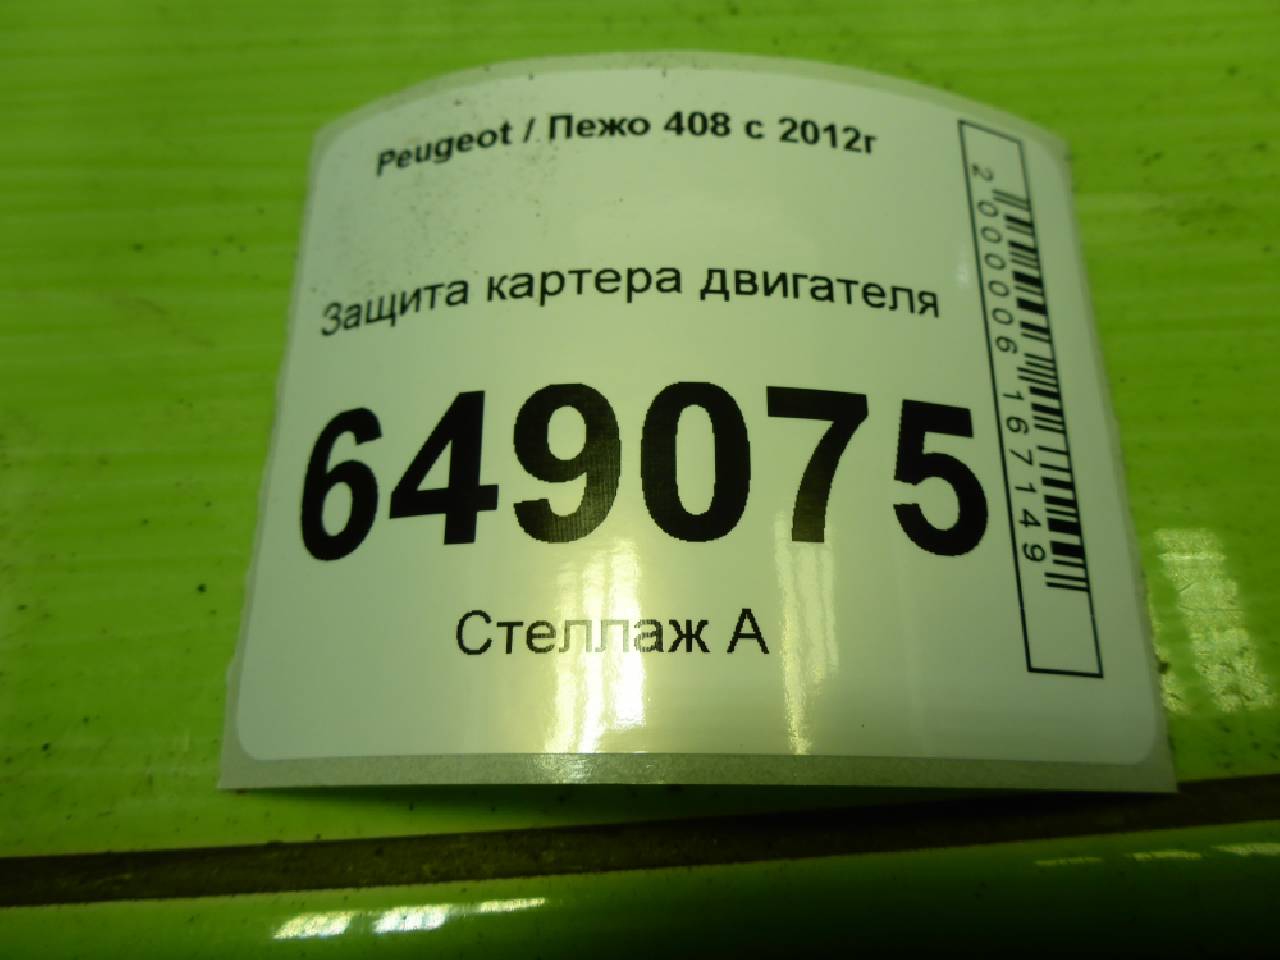 Peugeot / Пежо 408 с 2012г
Защита картера двигателя
649075
Стеллаж А
2000006167149